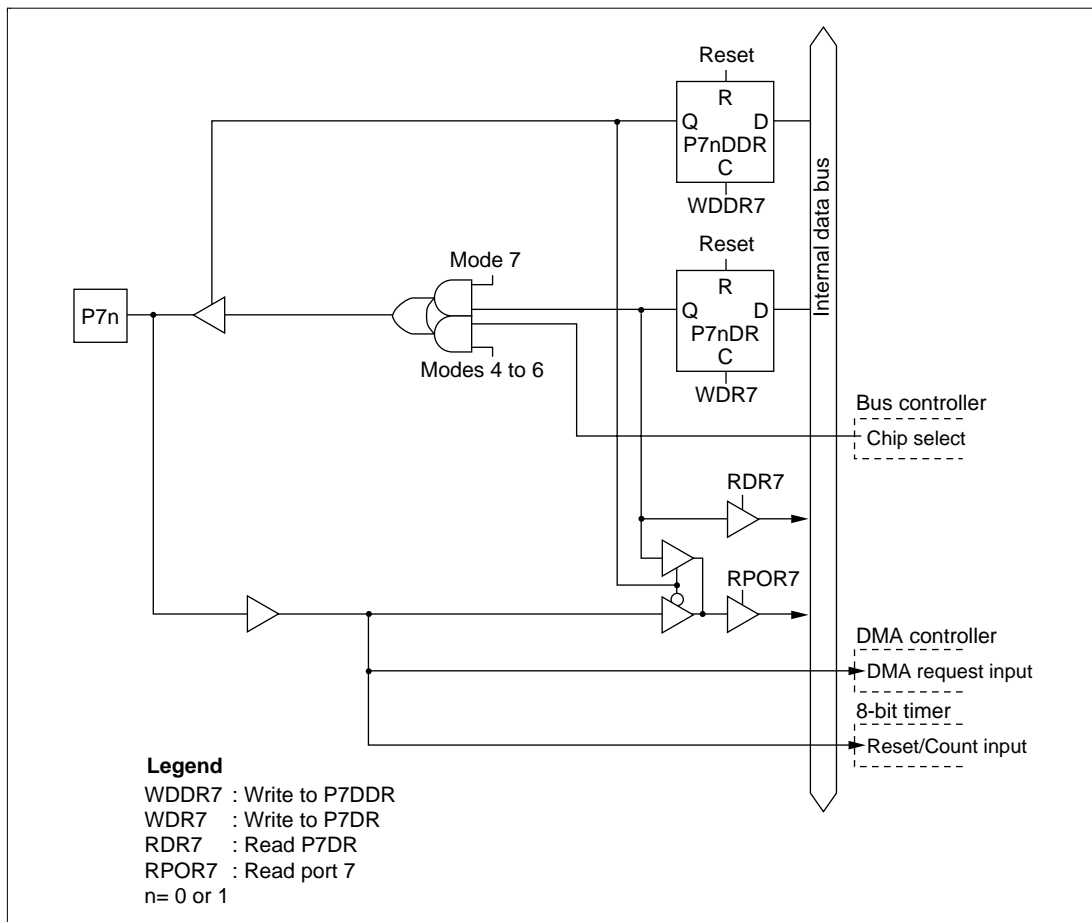 Reset
R
Q D
P7nDDR
C
WDDR7
Reset
Mode 7
R
Q D
P7n
P7nDR
C
Modes 4 to 6
WDR7
Internal data bus
Bus controller
Chip select
RDR7
RPOR7
DMA controller
DMA request input
8-bit timer
Reset/Count input
Legend
WDDR7 : Write to P7DDR
WDR7 : Write to P7DR
RDR7 : Read P7DR
RPOR7 : Read port 7
n= 0 or 1